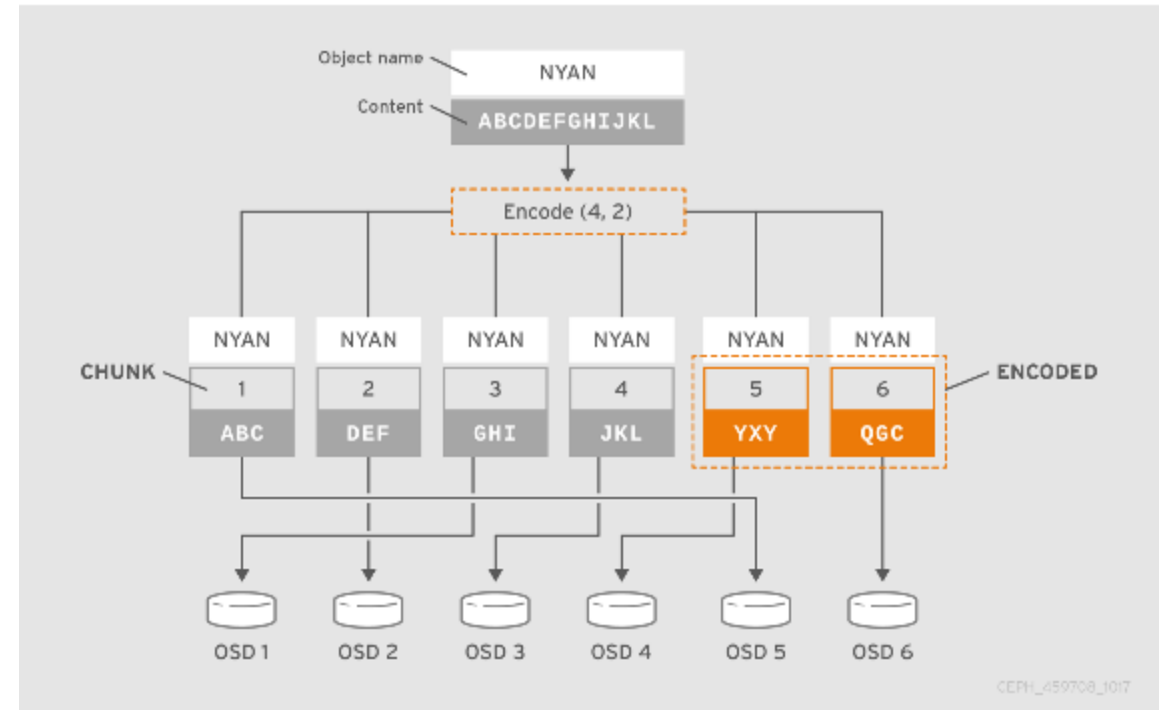 Object name
NYAN
Content
ABCDEFGHIJKL
Encode (4, 2)
NYAN NYAN NYAN NYAN NYAN NYAN
CHUNK 1 2 3 4 5 6 ENCODED
ABC DEF GHI JKL YXY QGC
OSD 1 OSD 2 OSD 3 OSD 4 OSD 5 OSD 6
CEPH_459708_1017